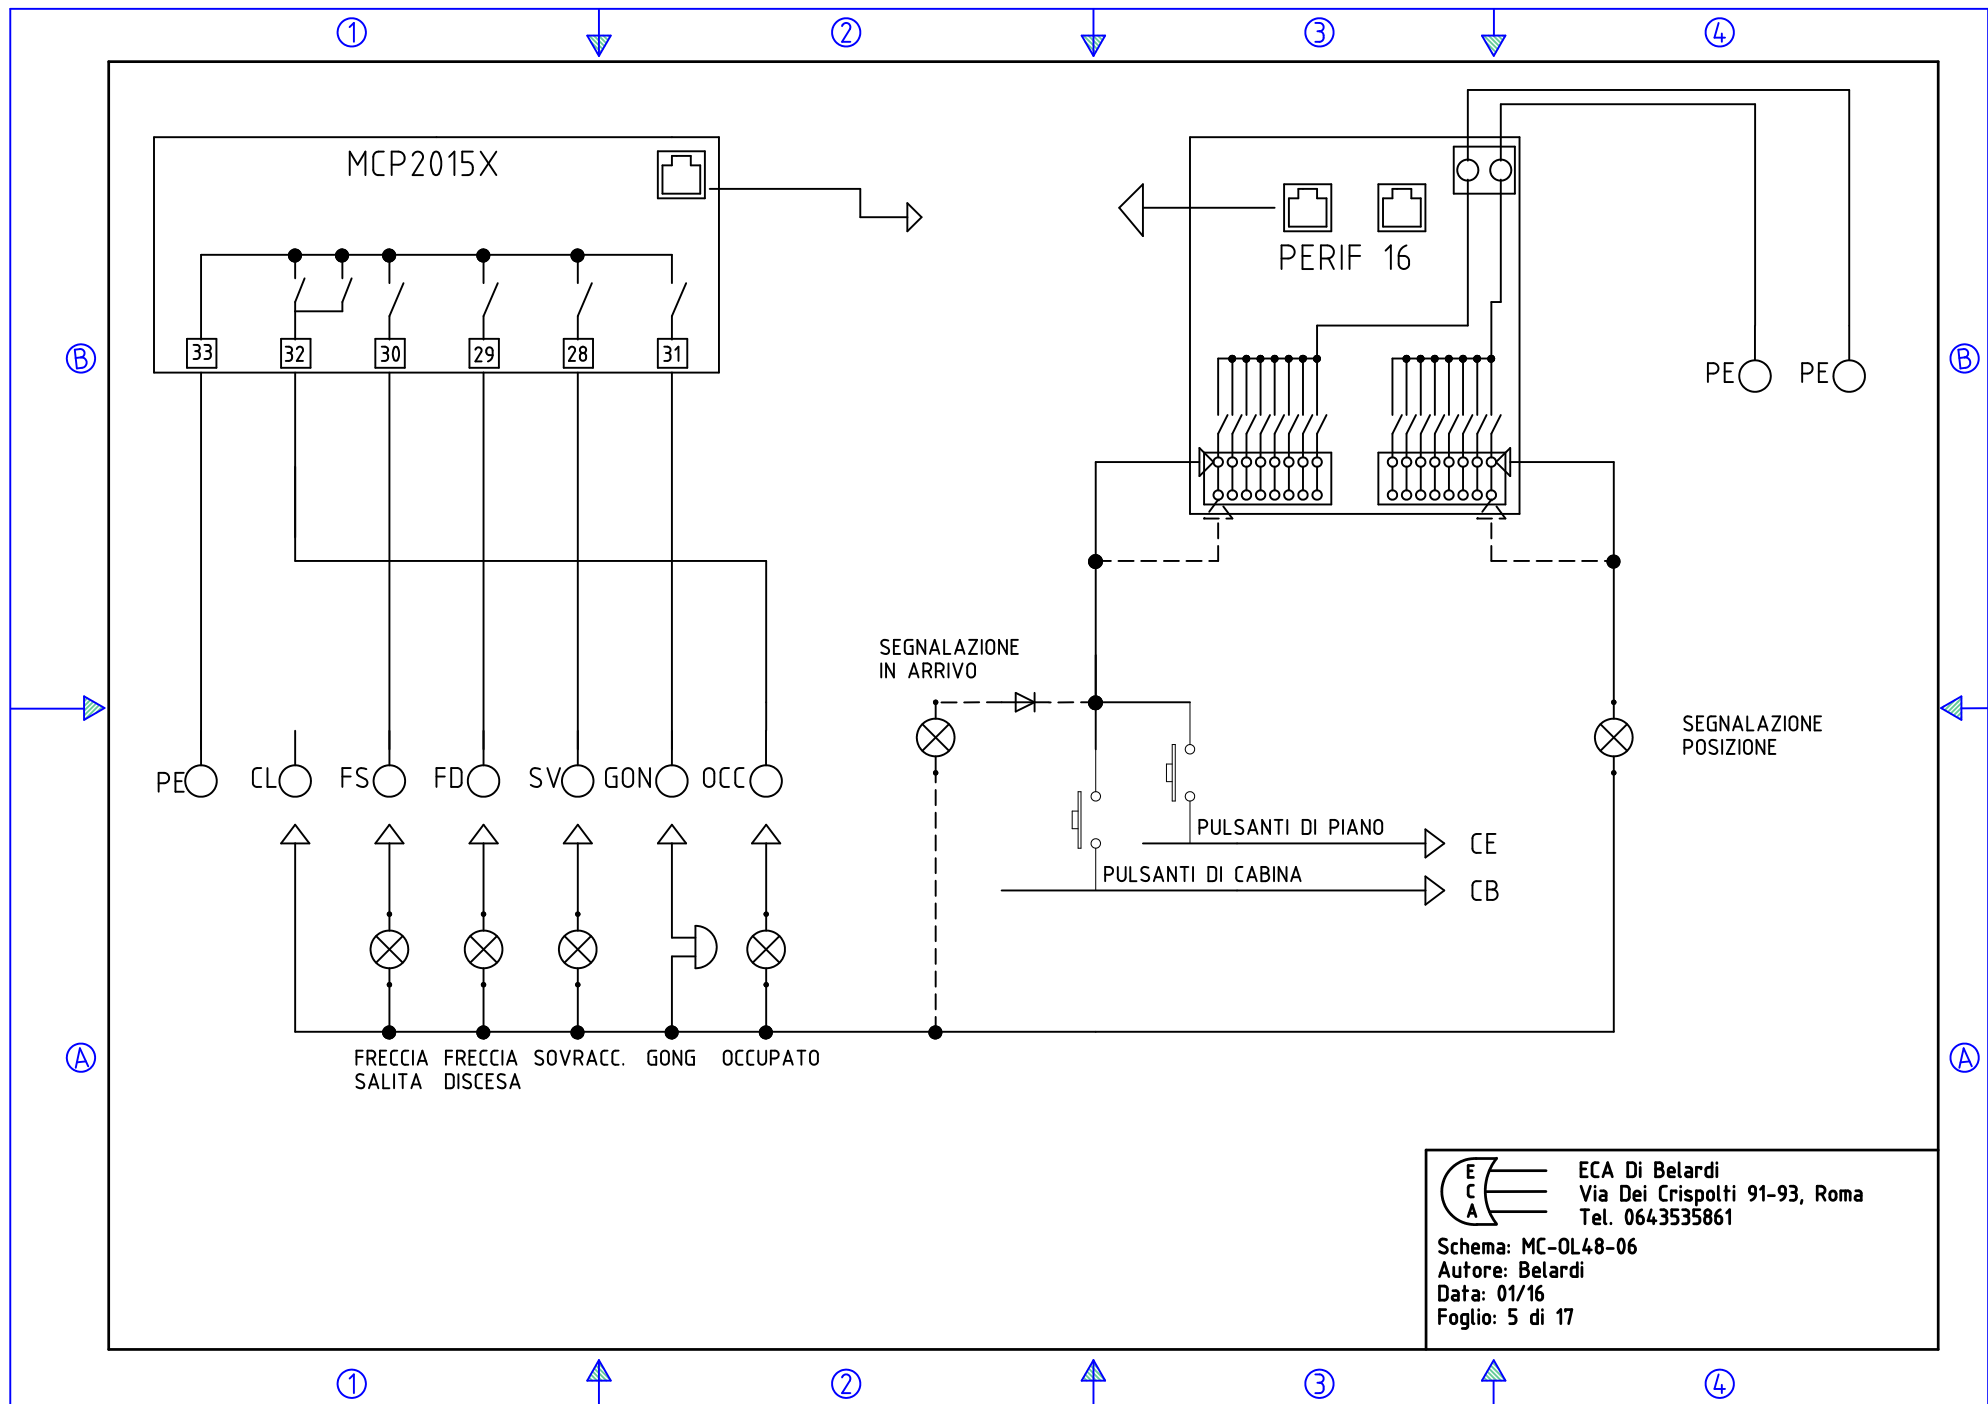 1 2 3 4
MCP2015X
PERIF 16
33 32 30 29 28 31
B B
PE PE
SEGNALAZIONE
IN ARRIVO
SEGNALAZIONE
POSIZIONE
PE CL FS FD SV GON OCC
PULSANTI DI PIANO CE
PULSANTI DI CABINA CB
A A
FRECCIA
SALITA
FRECCIA
DISCESA
SOVRACC.
GONG
OCCUPATO
E
C
A
ECA Di Belardi
Via Dei Crispolti 91-93, Roma
Tel. 0643535861
Schema: MC-OL48-06
Autore: Belardi
Data: 01/16
Foglio: 5 di 17
1 2 3 4